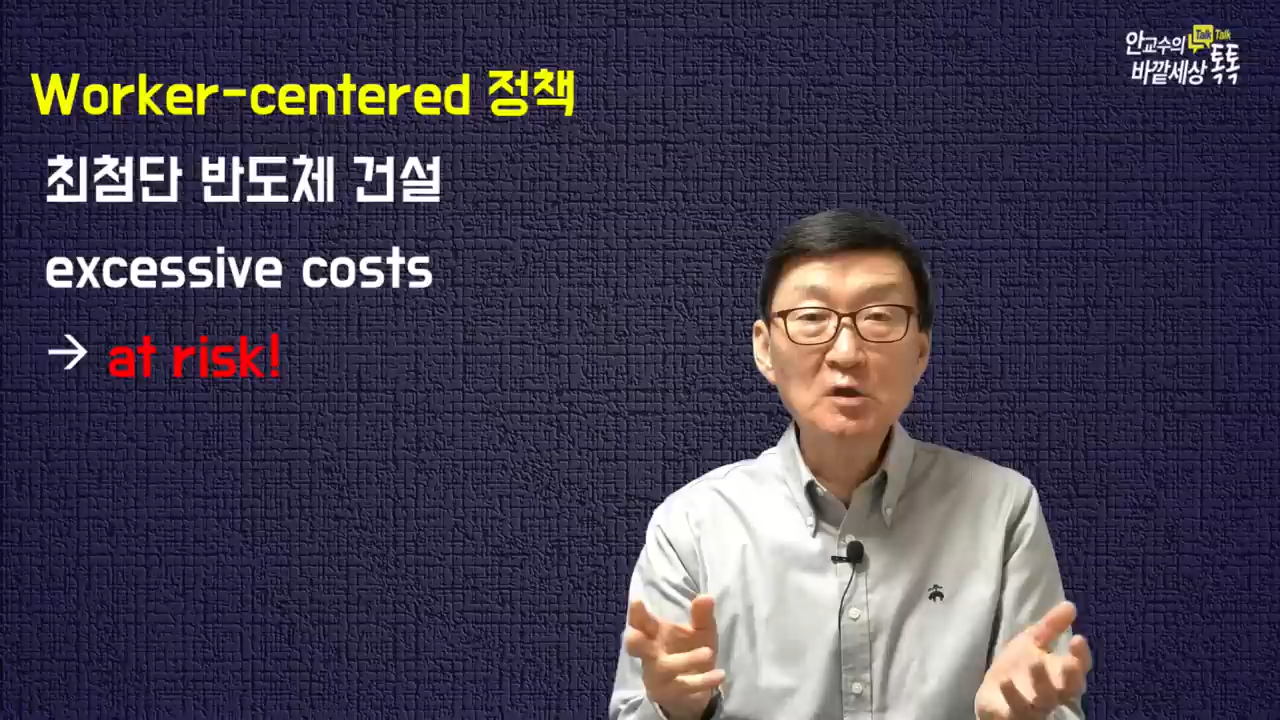 Worker-centered 정책
최첨단 반도체 건설
excessive costs
→ at risk!
안교수의 Talk Talk
바깥세상 톡톡